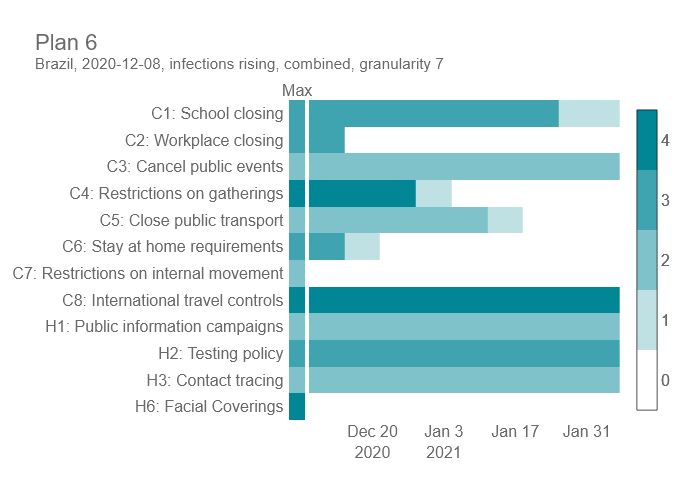 Plan 6
Brazil, 2020-12-08, infections rising, combined, granularity 7
Max
C1: School closing
C2: Workplace closing
C3: Cancel public events
C4: Restrictions on gatherings
C5: Close public transport
C6: Stay at home requirements
C7: Restrictions on internal movement
C8: International travel controls
H1: Public information campaigns
H2: Testing policy
H3: Contact tracing
H6: Facial Coverings
4
3
2
1
0
Dec 20 Jan 3 Jan 17 Jan 31
2020 2021